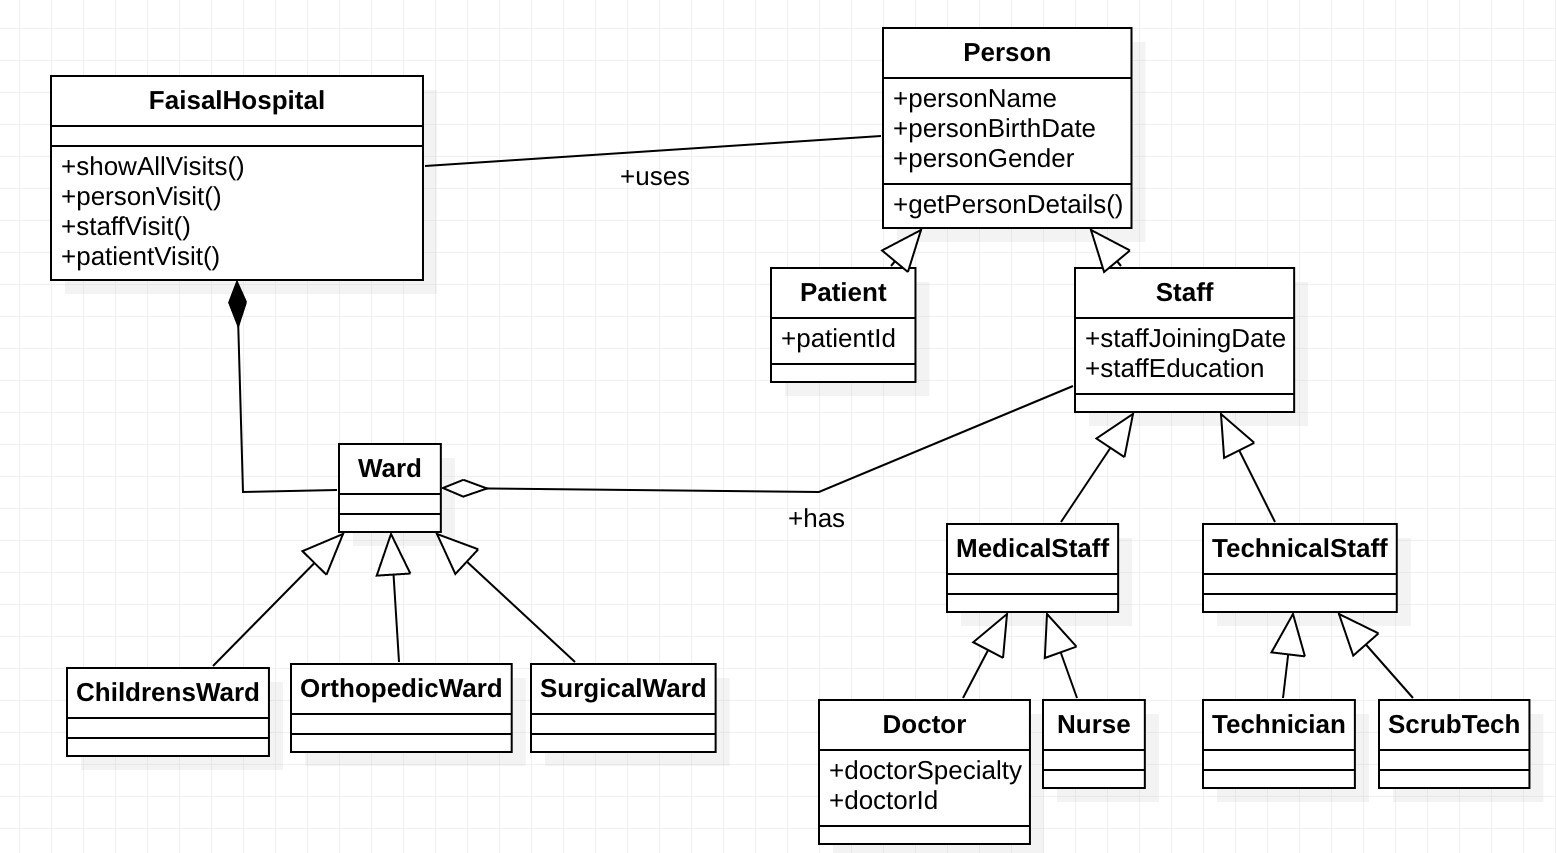 FaisalHospital
+showAllVisits()
+personVisit()
+staffVisit()
+patientVisit()
+uses
Person
+personName
+personBirthDate
+personGender
+getPersonDetails()
Patient
+patientId
Staff
+staffJoiningDate
+staffEducation
Ward
+has
MedicalStaff
TechnicalStaff
ChildrensWard
OrthopedicWard
SurgicalWard
Doctor
+doctorSpecialty
+doctorId
Nurse
Technician
ScrubTech